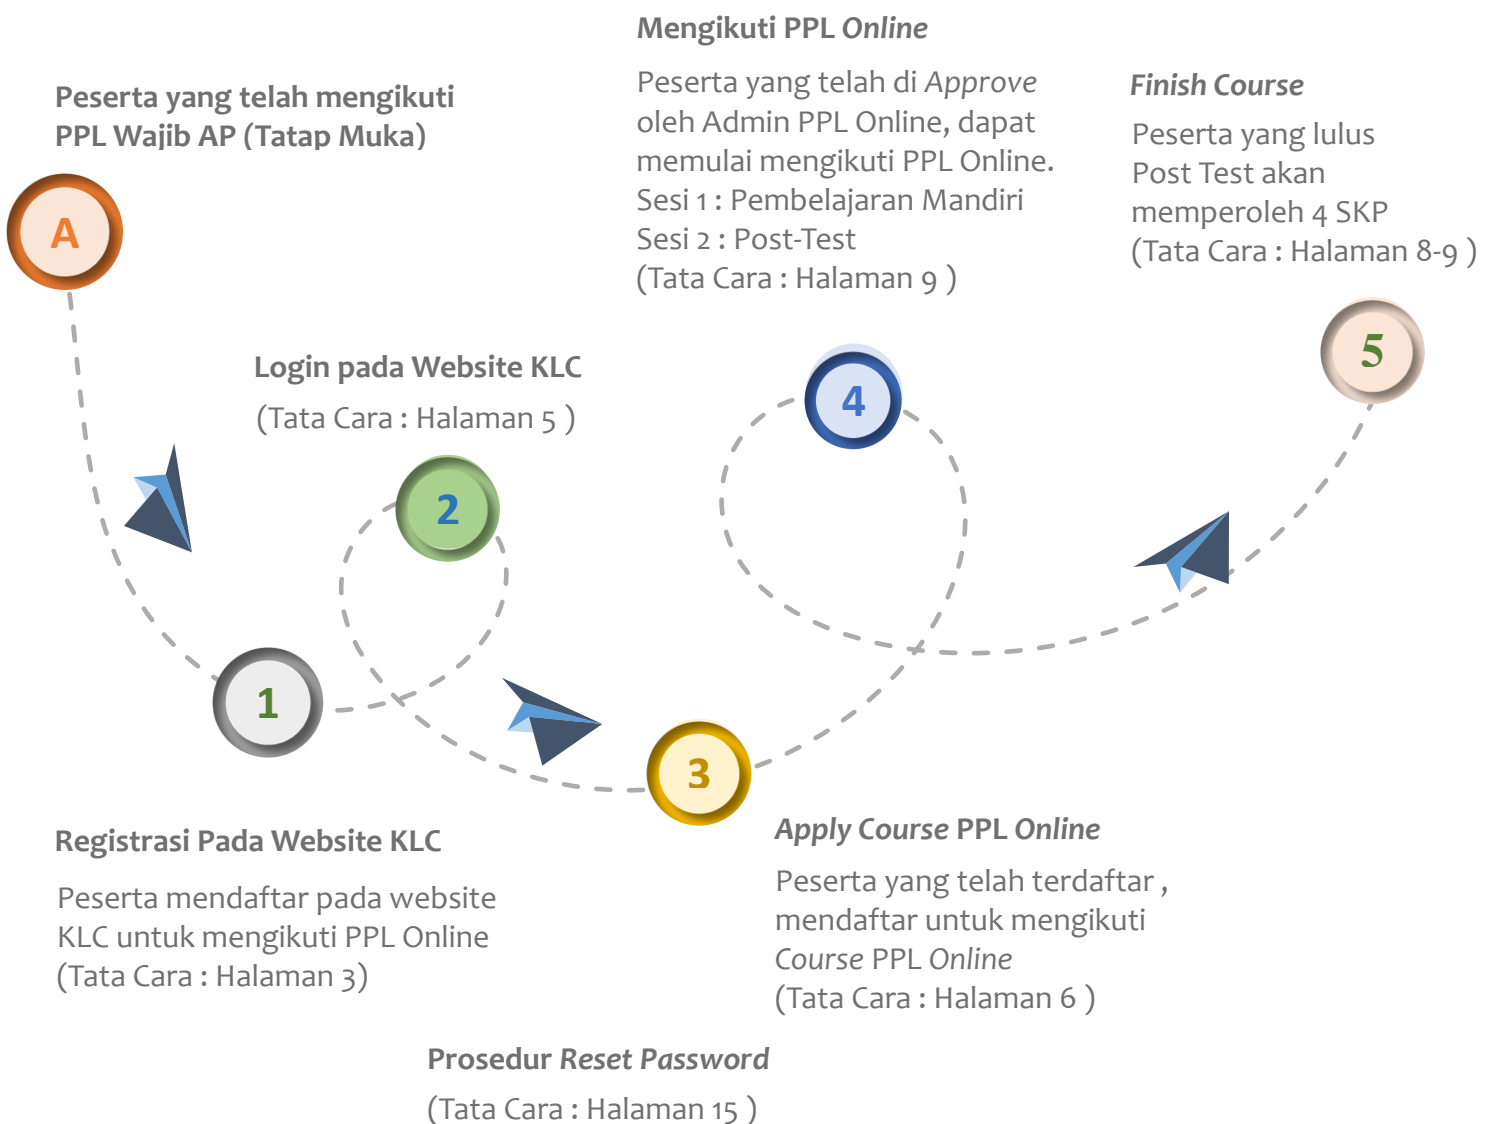 Peserta yang telah mengikuti
PPL Wajib AP (Tatap Muka)
A
Registrasi Pada Website KLC
Peserta mendaftar pada website
KLC untuk mengikuti PPL Online
(Tata Cara : Halaman 3)
1
Login pada Website KLC
(Tata Cara : Halaman 5 )
2
3
Apply Course PPL Online
Peserta yang telah terdaftar ,
mendaftar untuk mengikuti
Course PPL Online
(Tata Cara : Halaman 6 )
Mengikuti PPL Online
Peserta yang telah di Approve
oleh Admin PPL Online, dapat
memulai mengikuti PPL Online.
Sesi 1 : Pembelajaran Mandiri
Sesi 2 : Post-Test
(Tata Cara : Halaman 9 )
4
Finish Course
Peserta yang lulus
Post Test akan
memperoleh 4 SKP
(Tata Cara : Halaman 8-9 )
5
Prosedur Reset Password
(Tata Cara : Halaman 15 )